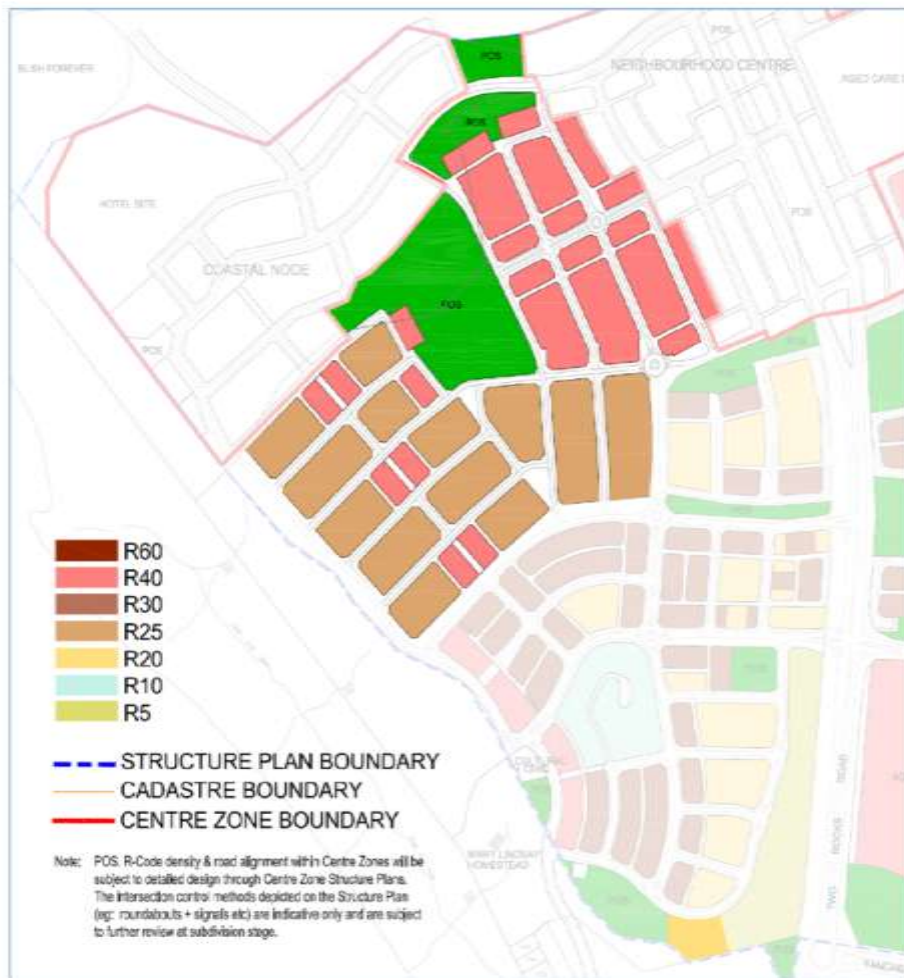 POS
POS
BUSH FOREVER
NEIGHBOURHOOD CENTRE
POS
HOTEL SITE
POS
COASTAL NODE
POS
POS
R60
R40
R30
R25
R20
R10
R5
STRUCTURE PLAN BOUNDARY
CADASTRE BOUNDARY
CENTRE ZONE BOUNDARY
MARY LINDSAY
HOMESTEAD
TWO ROCKS ROAD
Note: POS, R-Code density & road alignment within Centre Zones will be
subject to detailed design through Centre Zone Structure Plans.
The intersection control methods depicted on the Structure Plan
(eg: roundabouts + signals etc) are indicative only and are subject
to further review at subdivision stage.